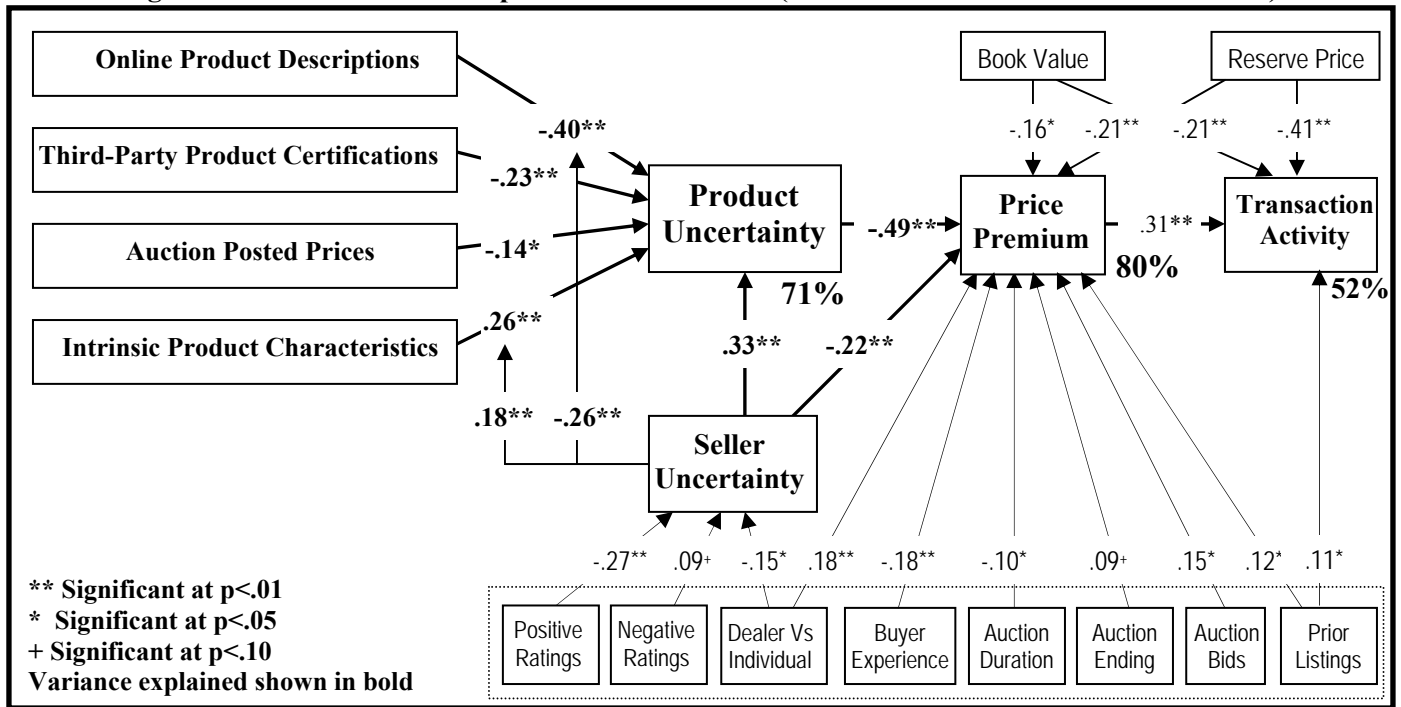 Online Product Descriptions
Third-Party Product Certifications
Auction Posted Prices
Intrinsic Product Characteristics
Book Value
Reserve Price
-.16*
-.21**
-.21**
-.41**
-.40**
-.23**
-.14*
.26**
Product
Uncertainty
71%
-.49**
Price
Premium
80%
.31**
Transaction
Activity
52%
.33**
-.22**
.18**
-.26**
Seller
Uncertainty
-.27**
.09+
-.15*
.18**
-.18**
-.10*
.09+
.15*
.12*
.11*
** Significant at p<.01
* Significant at p<.05
+ Significant at p<.10
Variance explained shown in bold
Positive
Ratings
Negative
Ratings
Dealer Vs
Individual
Buyer
Experience
Auction
Duration
Auction
Ending
Auction
Bids
Prior
Listings